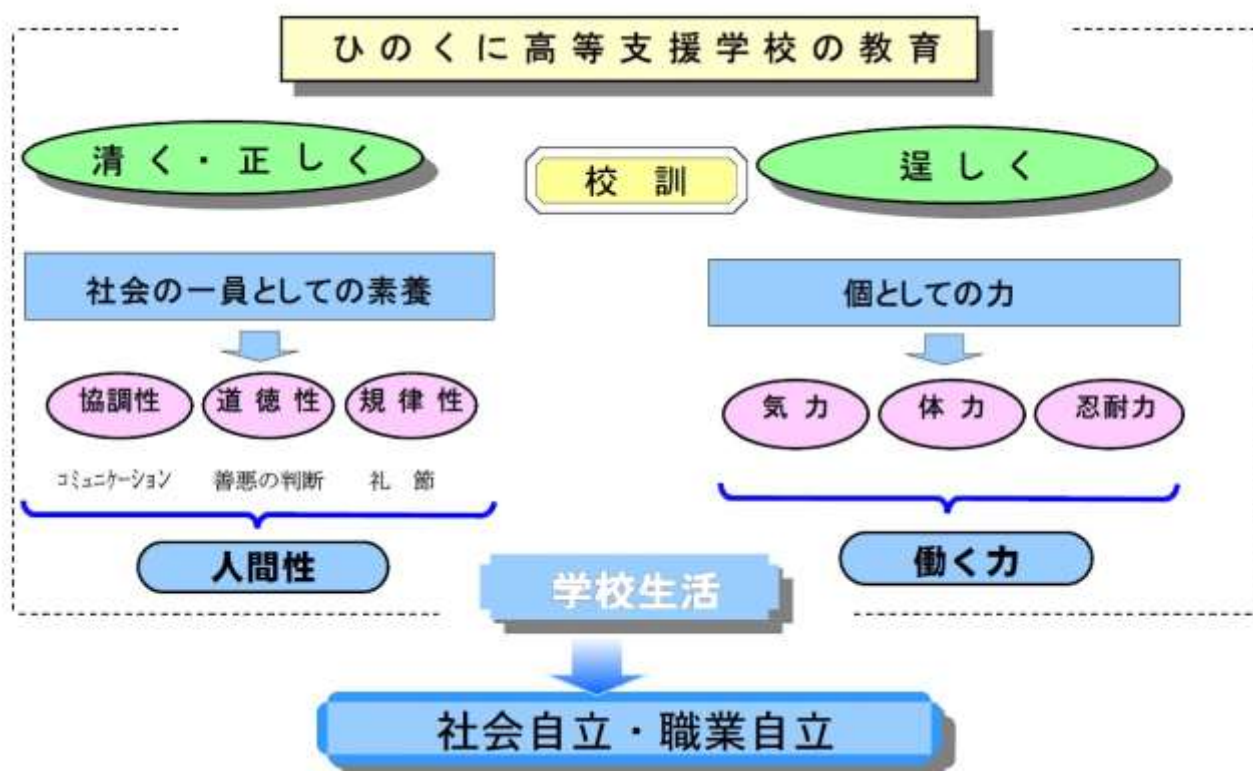 ひのくに高等支援学校の教育
清く・正しく
校訓
逞しく
社会の一員としての素養
個としての力
協調性 道徳性 規律性
気力 体力 忍耐力
コミュニケーション 善悪の判断 礼節
人間性
働く力
学校生活
社会自立・職業自立